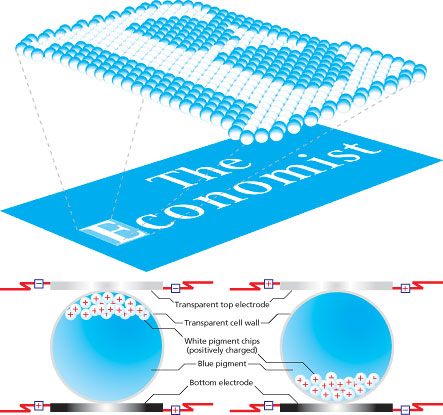 The
Economist
Transparent top electrode
Transparent cell wall
White pigment chips
(positively charged)
Blue pigment
Bottom electrode